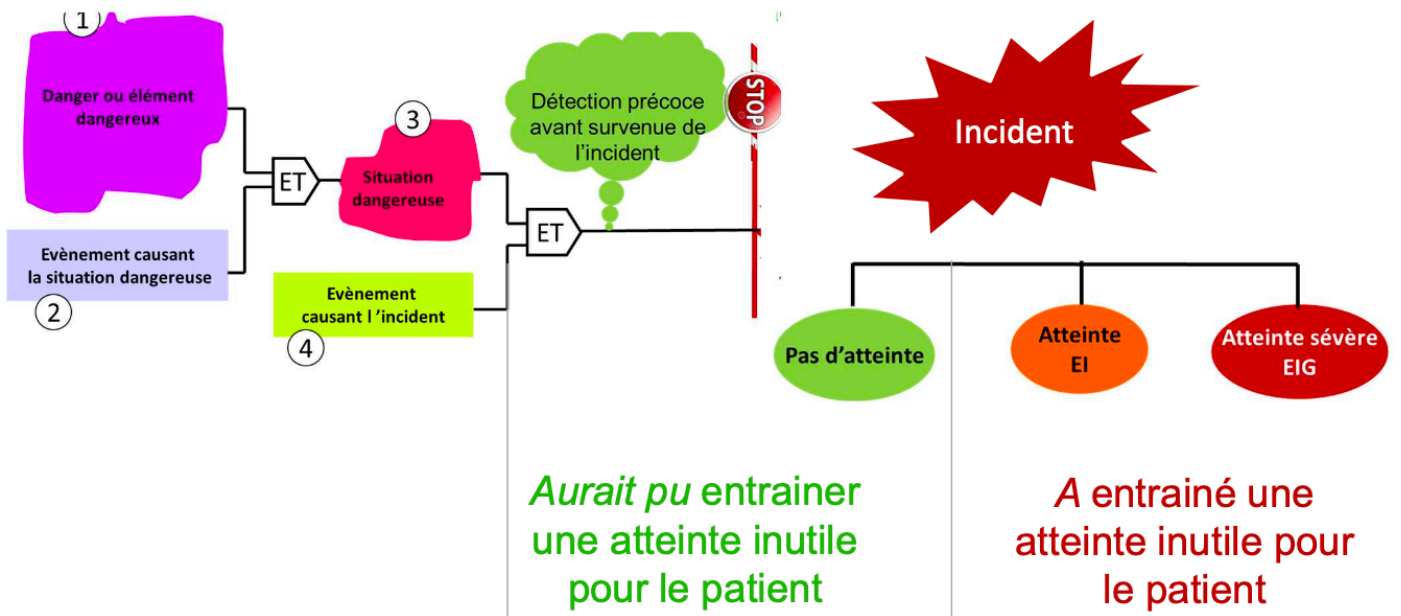 1
Danger ou élément
dangereux
ET
3
Situation
dangereuse
Evènement causant
la situation dangereuse
2
Evènement
causant l ’incident
4
ET
Détection précoce
avant survenue de
l’incident
STOP
Incident
Pas d’atteinte
Atteinte
EI
Atteinte sévère
EIG
Aurait pu entrainer
une atteinte inutile
pour le patient
A entrainé une
atteinte inutile pour
le patient